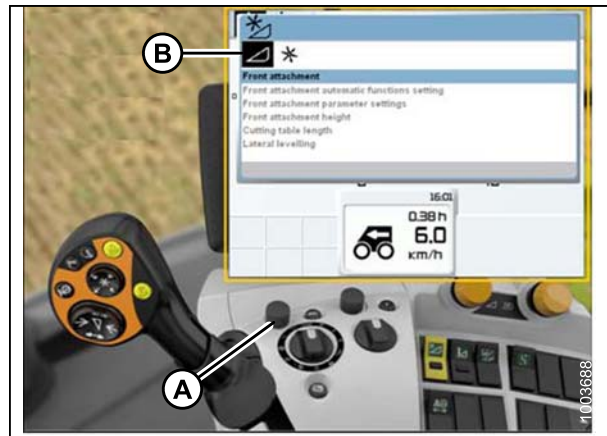 B
Front attachment
Front attachment automatic functions setting
Front attachment parameter settings
Front attachment height
Cutting table length
Lateral levelling
16:01
0.38 h
6.0
km/h
A
1003688